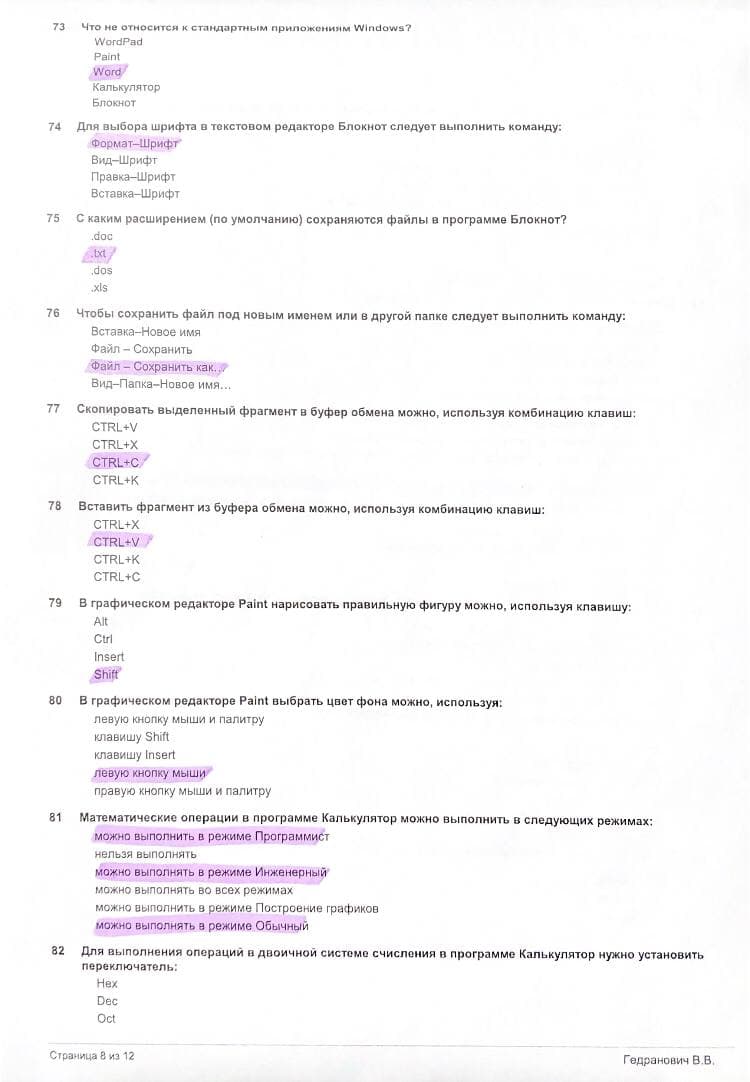 73 Что не относится к стандартным приложениям Windows?
WordPad
Paint
Word
Калькулятор
Блокнот
74 Для выбора шрифта в текстовом редакторе Блокнот следует выполнить команду:
Формат–Шрифт
Вид–Шрифт
Правка–Шрифт
Вставка–Шрифт
75 С каким расширением (по умолчанию) сохраняются файлы в программе Блокнот?
.doc
.txt
.dos
.xls
76 Чтобы сохранить файл под новым именем или в другой папке следует выполнить команду:
Вставка–Новое имя
Файл – Сохранить
Файл – Сохранить как...
Вид–Папка–Новое имя...
77 Скопировать выделенный фрагмент в буфер обмена можно, используя комбинацию клавиш:
CTRL+V
CTRL+X
CTRL+C
CTRL+K
78 Вставить фрагмент из буфера обмена можно, используя комбинацию клавиш:
CTRL+X
CTRL+V
CTRL+K
CTRL+C
79 В графическом редакторе Paint нарисовать правильную фигуру можно, используя клавишу:
Alt
Ctrl
Insert
Shift
80 В графическом редакторе Paint выбрать цвет фона можно, используя:
левую кнопку мыши и палитру
клавишу Shift
клавишу Insert
левую кнопку мыши
правую кнопку мыши и палитру
81 Математические операции в программе Калькулятор можно выполнить в следующих режимах:
можно выполнить в режиме Программист
нельзя выполнять
можно выполнять в режиме Инженерный
можно выполнять во всех режимах
можно выполнить в режиме Построение графиков
можно выполнять в режиме Обычный
82 Для выполнения операций в двоичной системе счисления в программе Калькулятор нужно установить
переключатель:
Hex
Dec
Oct
Страница 8 из 12
Гедранович В.В.